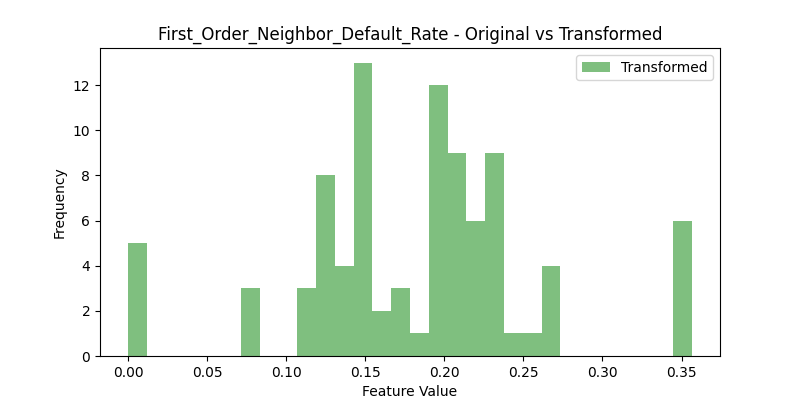 First_Order_Neighbor_Default_Rate - Original vs Transformed
Transformed
Frequency
12
10
8
6
4
2
0
0.00 0.05 0.10 0.15 0.20 0.25 0.30 0.35
Feature Value